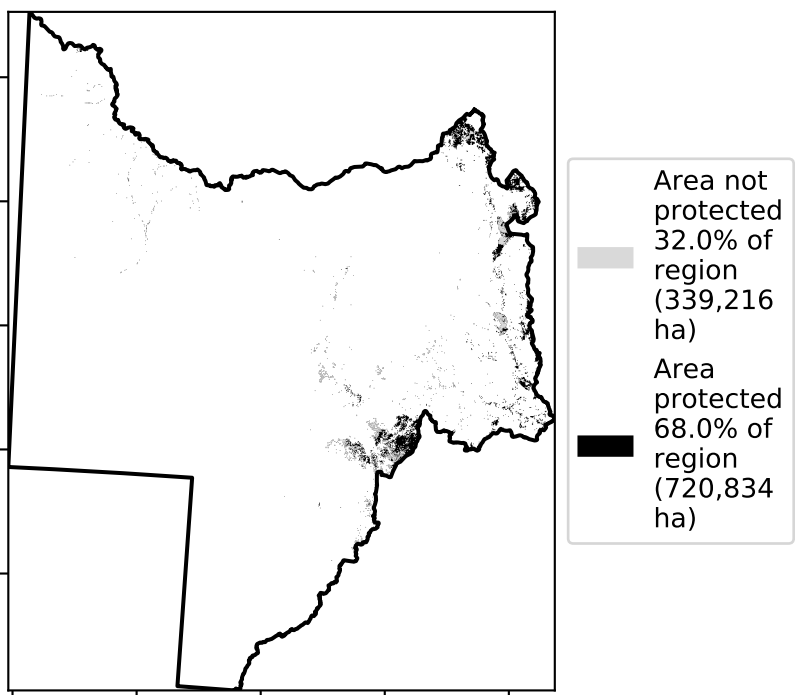 Area not
protected
32.0% of
region
(339,216
ha)
Area
protected
68.0% of
region
(720,834
ha)